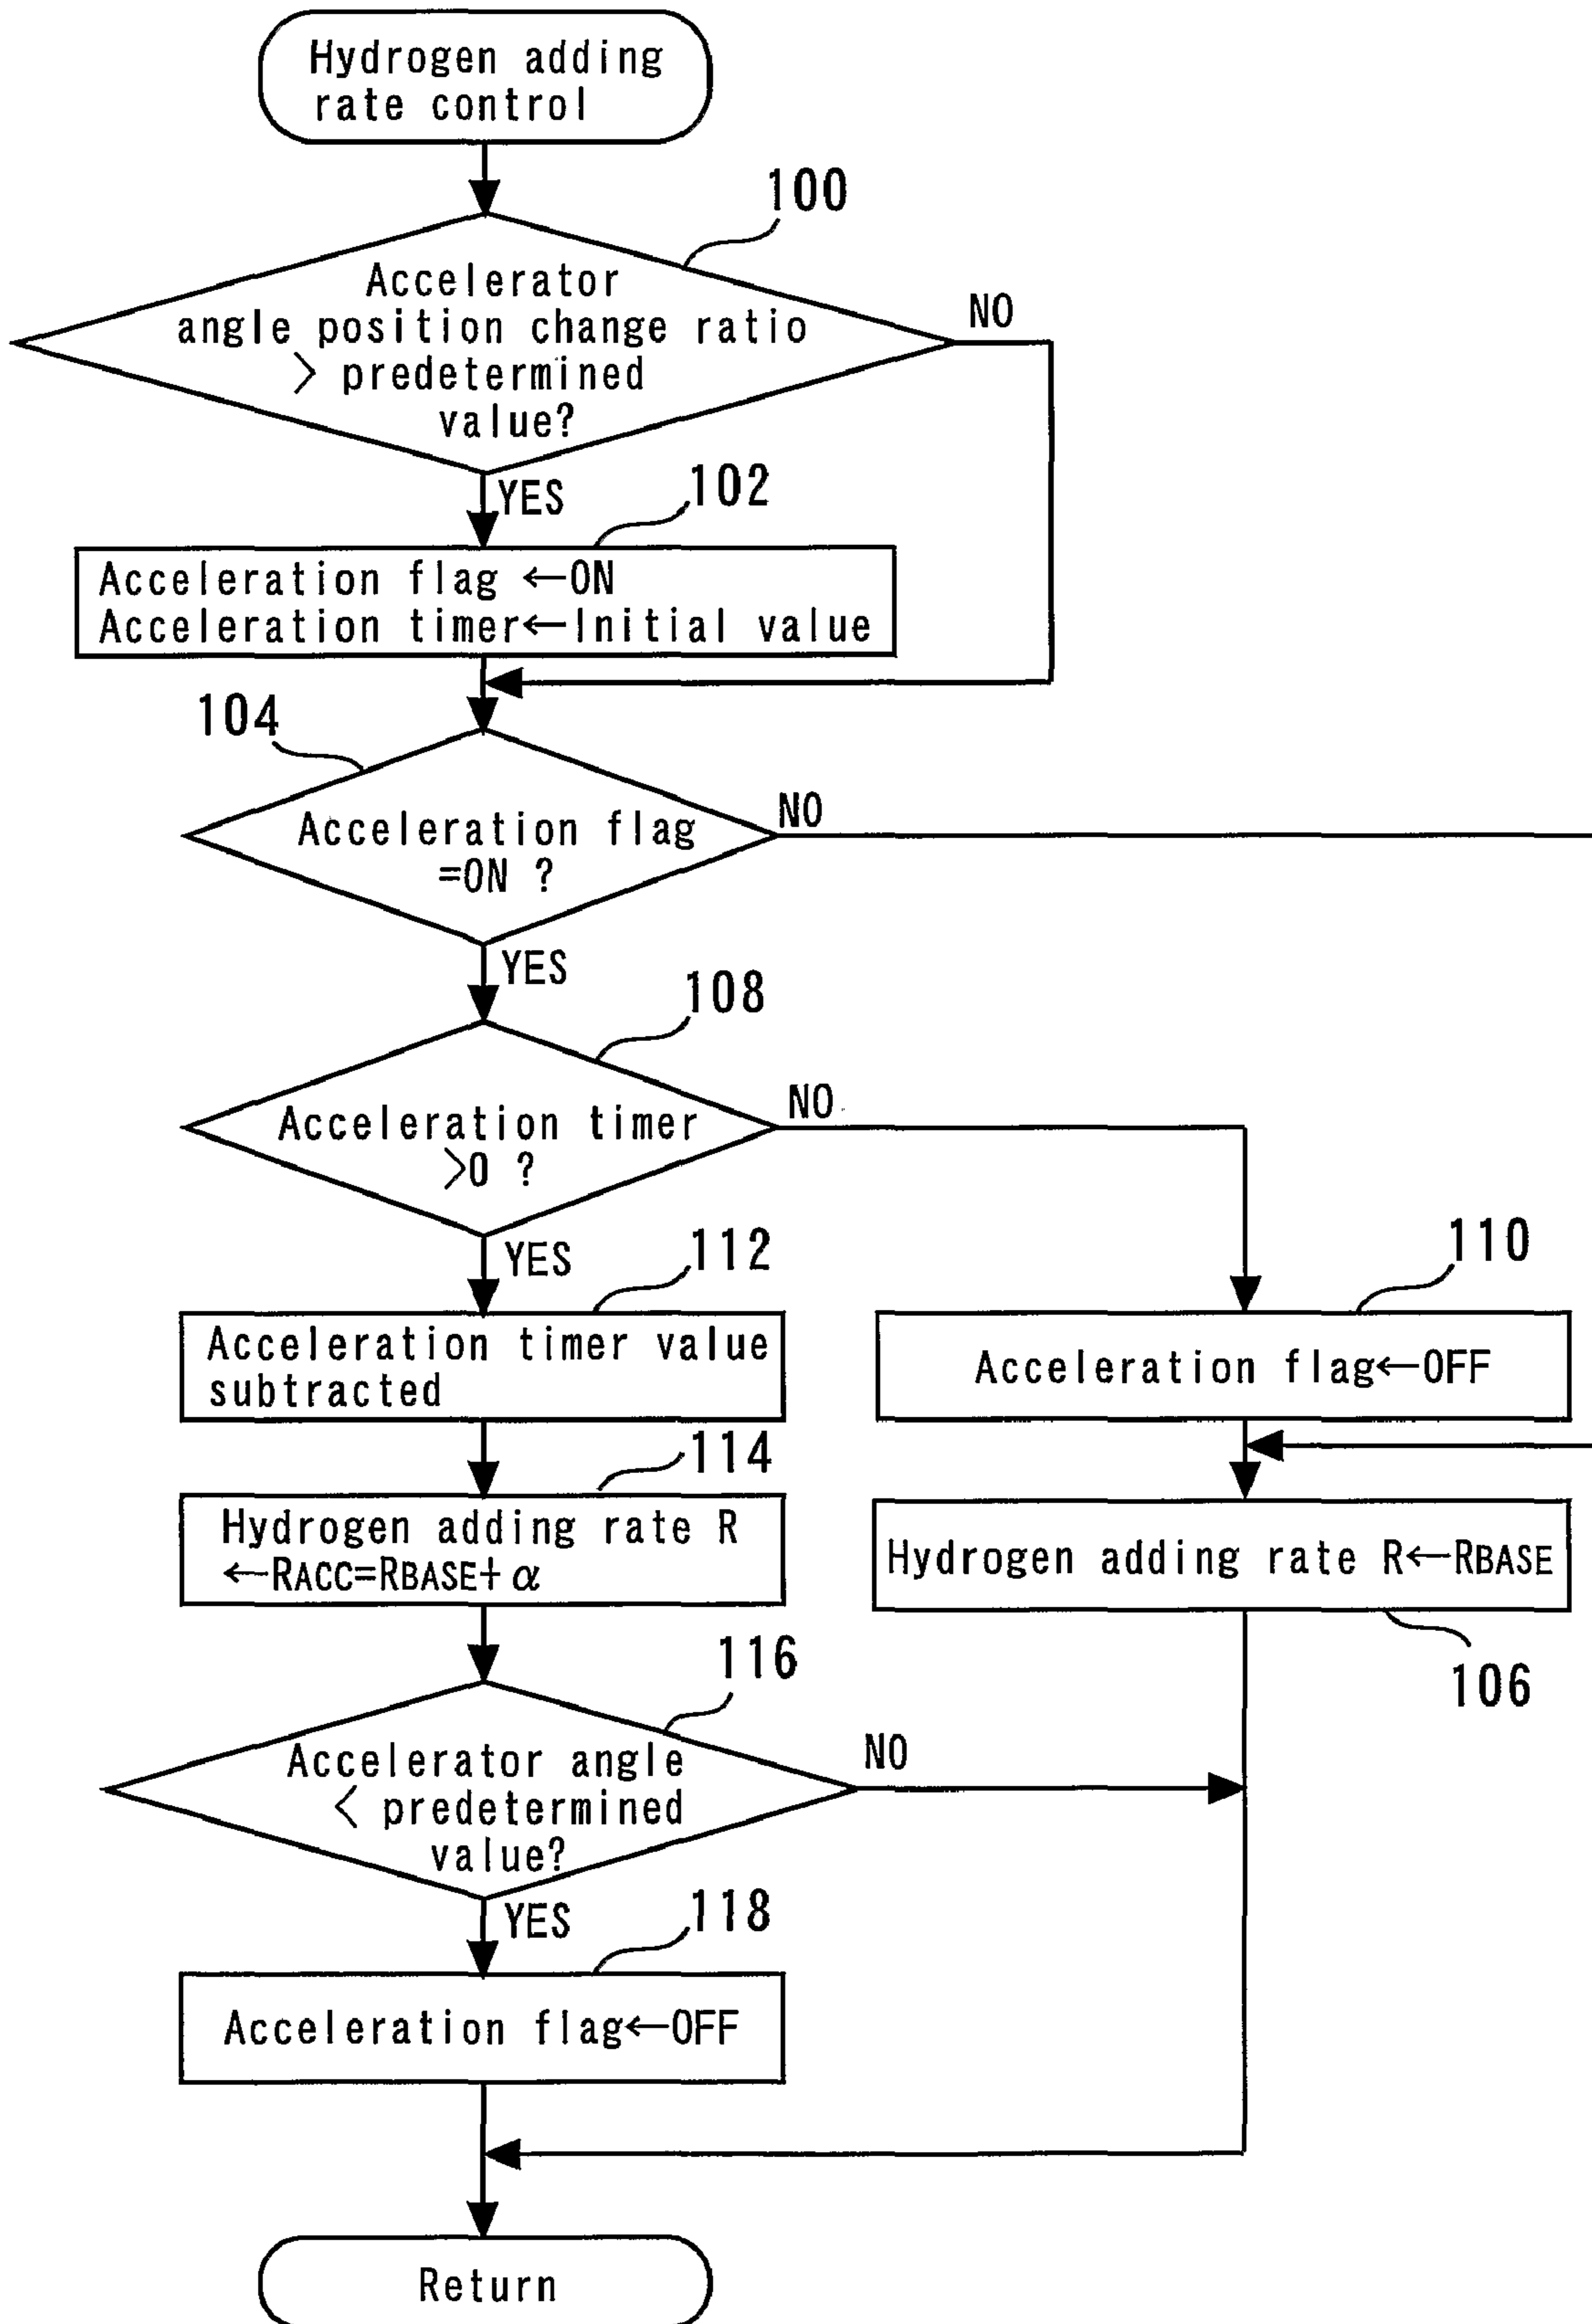 Hydrogen adding
rate control
100
Accelerator
angle position change ratio
> predetermined
value?
NO
YES
102
Acceleration flag ←ON
Acceleration timer←Initial value
104
Acceleration flag
=ON ?
NO
YES
108
Acceleration timer
>0 ?
NO
YES
112
Acceleration timer value
subtracted
110
Acceleration flag←OFF
114
Hydrogen adding rate R
←RACC=RBASE+α
Hydrogen adding rate R←RBASE
106
116
Accelerator angle
< predetermined
value?
NO
YES
118
Acceleration flag←OFF
Return